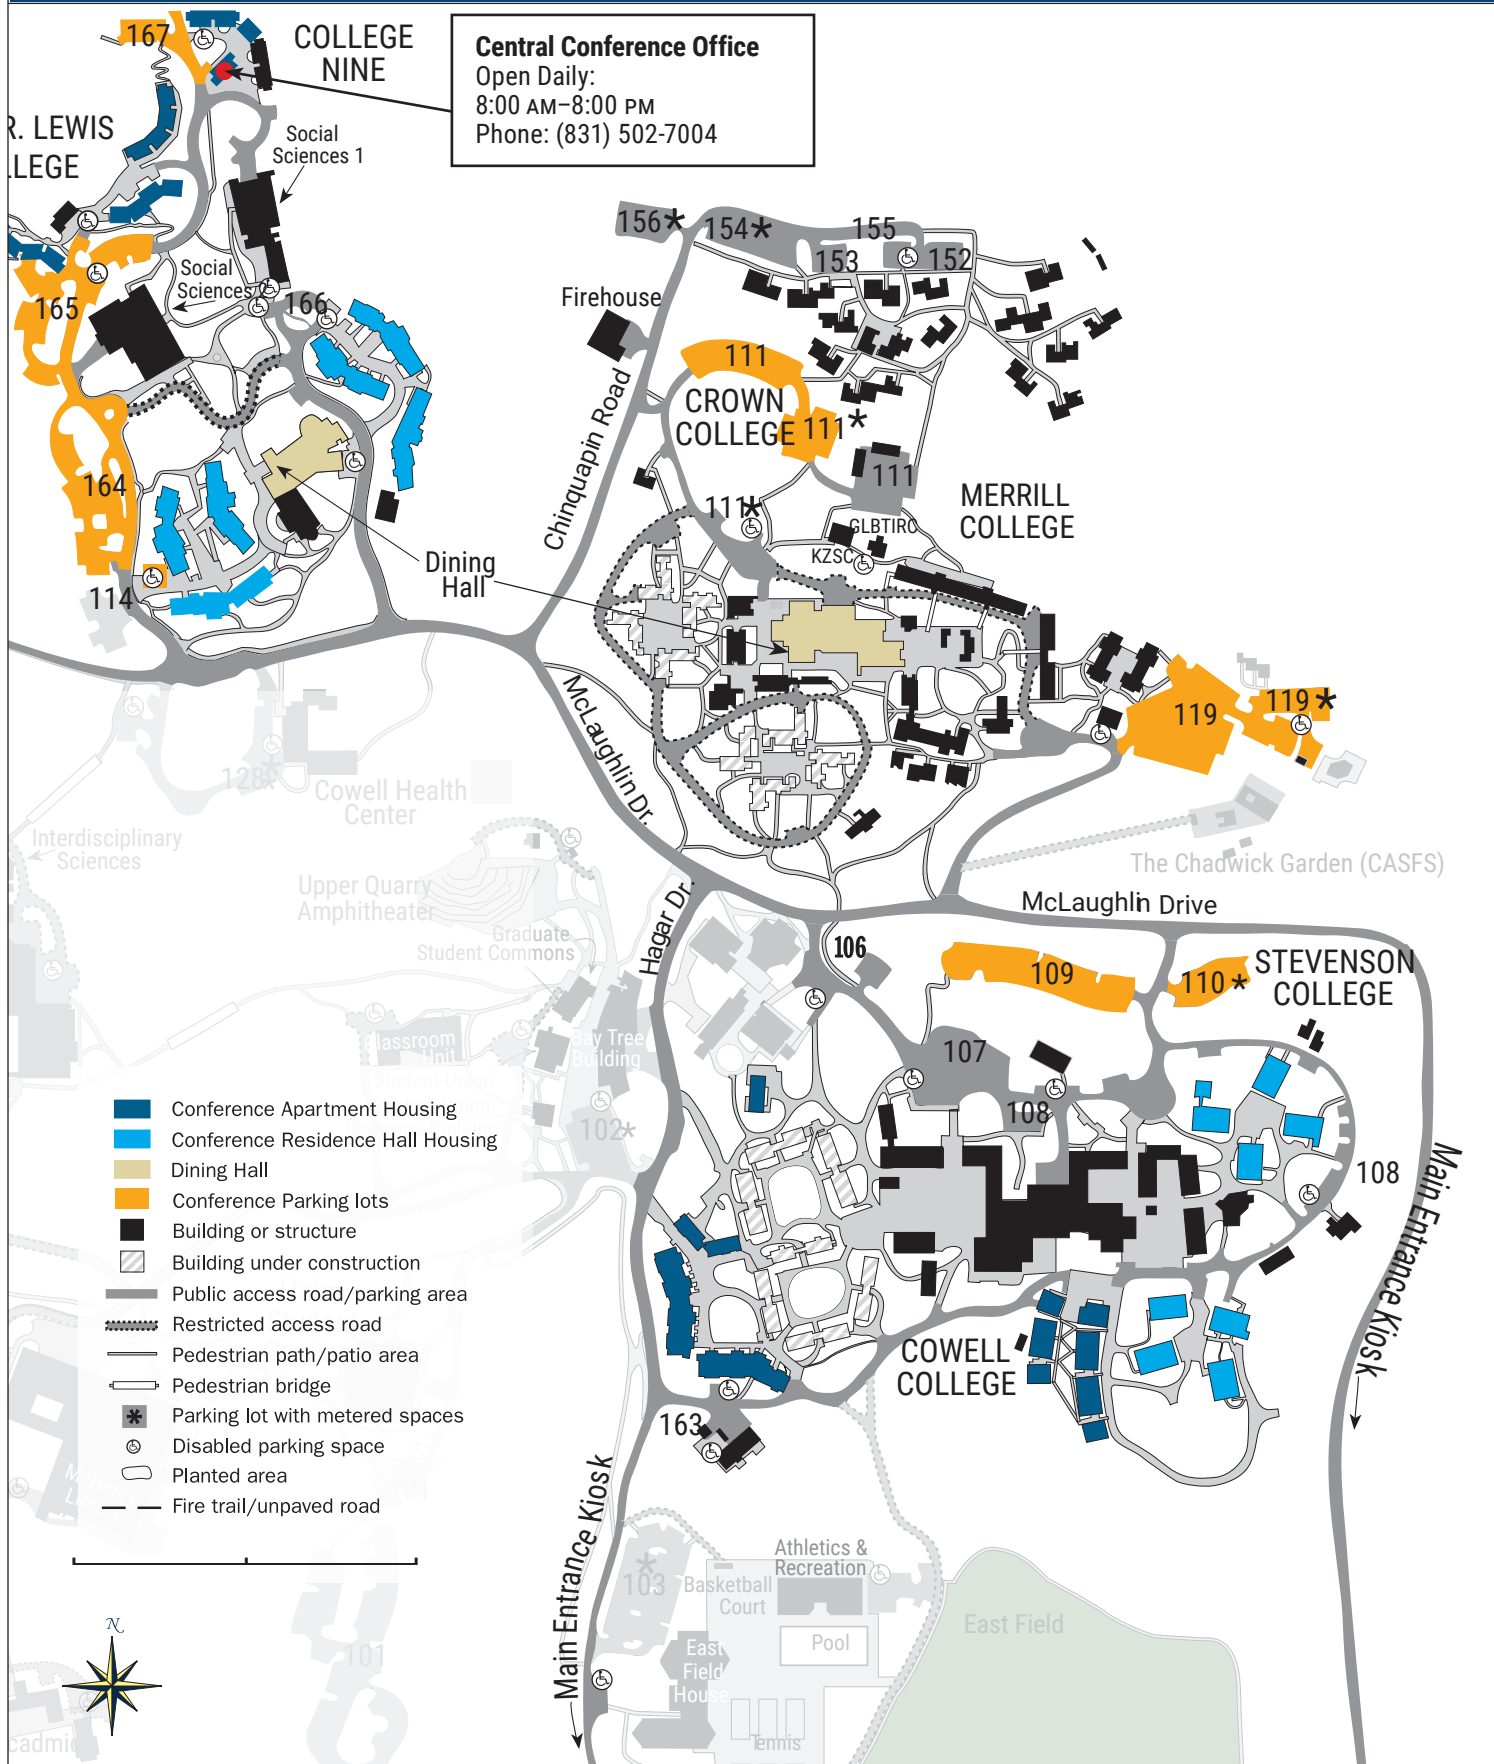 167
COLLEGE
NINE
Central Conference Office
Open Daily:
8:00 AM–8:00 PM
Phone: (831) 502-7004
R. LEWIS
LLEGE
Social
Sciences 1
156*
154*
155
153
152
Social
Sciences
165
166
Firehouse
111
CROWN
COLLEGE
111*
Chinquapin Road
111
164
111*
MERRILL
COLLEGE
GLBTIRC
KZSC
Dining
Hall
114
McLaughlin Dr.
119
119*
128*
Cowell Health
Center
Interdisciplinary
Sciences
The Chadwick Garden (CASFS)
Upper Quarry
Amphitheater
Hagar Dr.
McLaughlin Drive
Graduate
Student Commons
106
109
110*
STEVENSON
COLLEGE
Classroom
Unit
Bay Tree
Building
Student Union
107
108
102*
108
Main Entrance Kiosk
Conference Apartment Housing
Conference Residence Hall Housing
Dining Hall
Conference Parking lots
Building or structure
Building under construction
Public access road/parking area
Restricted access road
Pedestrian path/patio area
Pedestrian bridge
Parking lot with metered spaces
Disabled parking space
Planted area
Fire trail/unpaved road
COWELL
COLLEGE
163
McHenry
Library
104
Main Entrance Kiosk
103
Athletics &
Recreation
Basketball
Court
Pool
East Field
East
Field
House
Tennis
101
N
cadmic